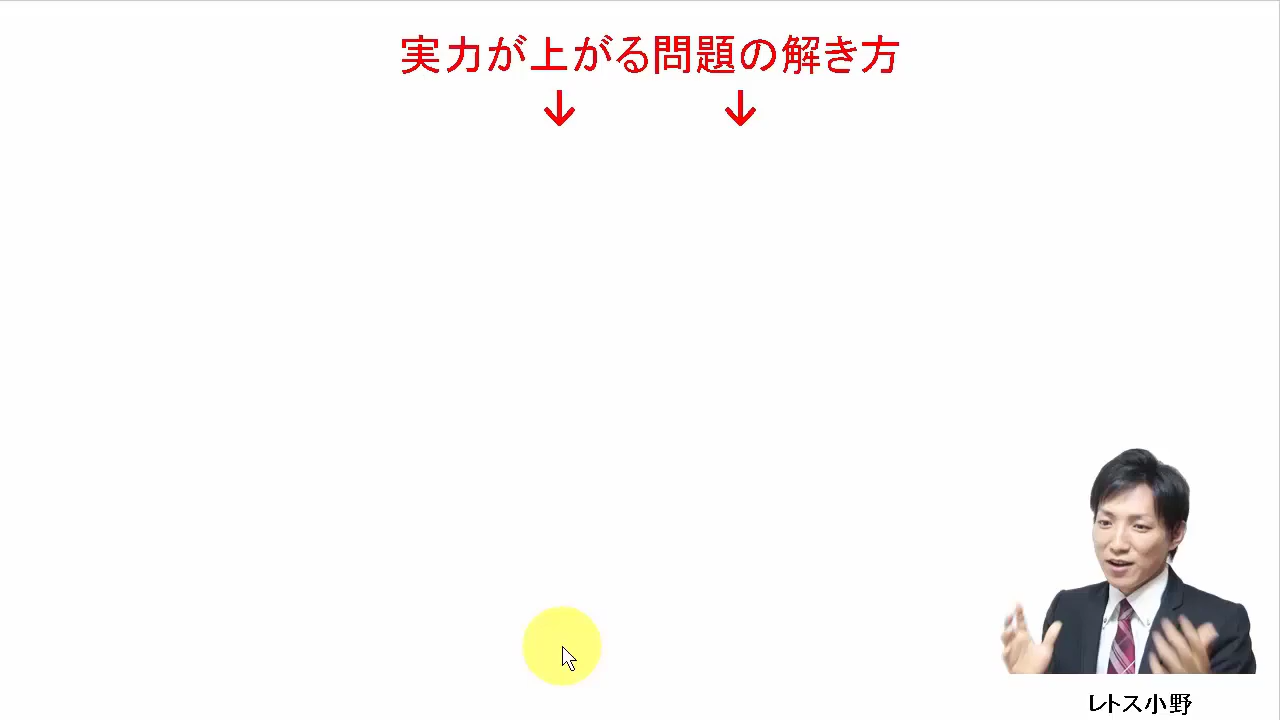 実力が上がる問題の解き方
↓ ↓
レトス小野